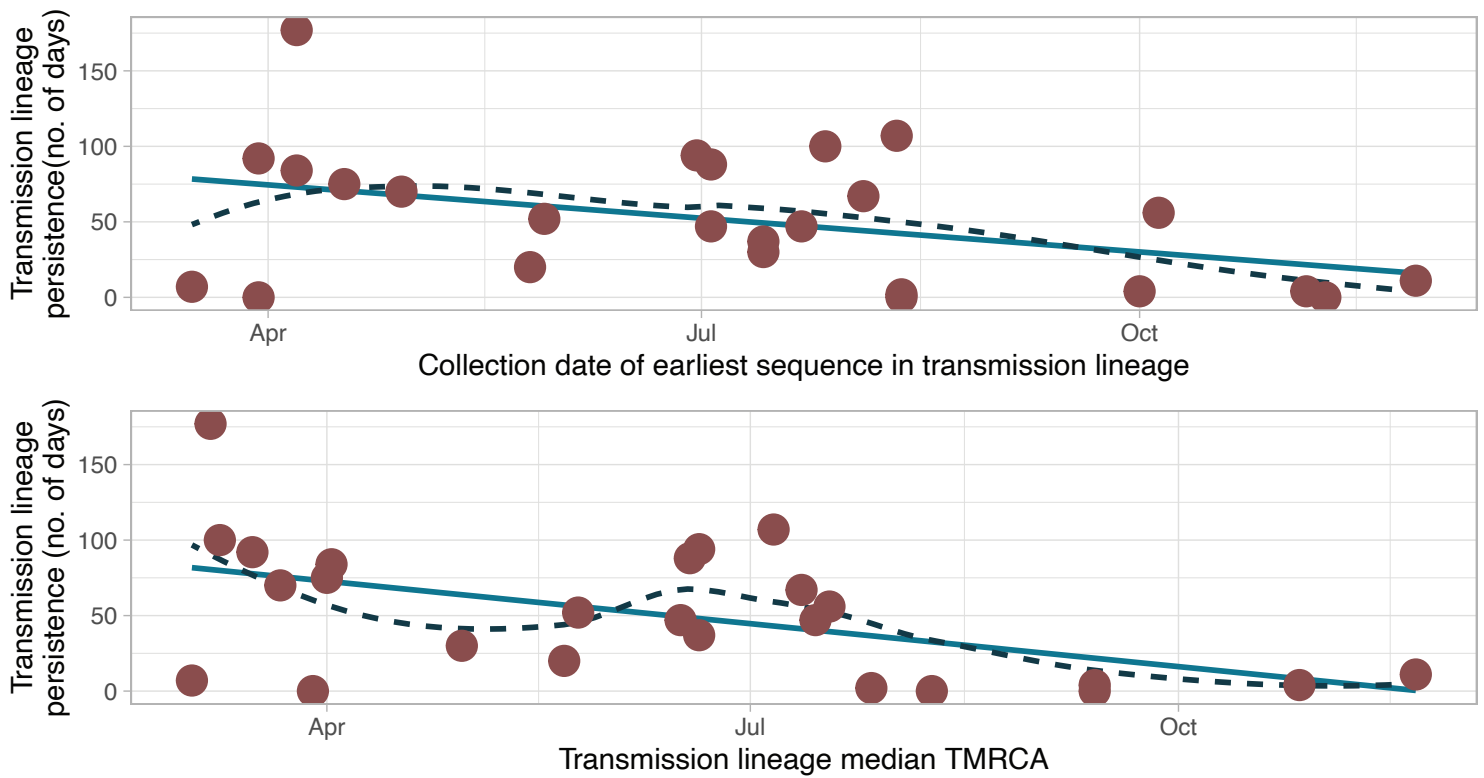 Transmission lineage
persistence(no. of days)
150
100
50
0
Apr
Jul
Oct
Collection date of earliest sequence in transmission lineage
Transmission lineage
persistence (no. of days)
150
100
50
0
Apr
Jul
Oct
Transmission lineage median TMRCA